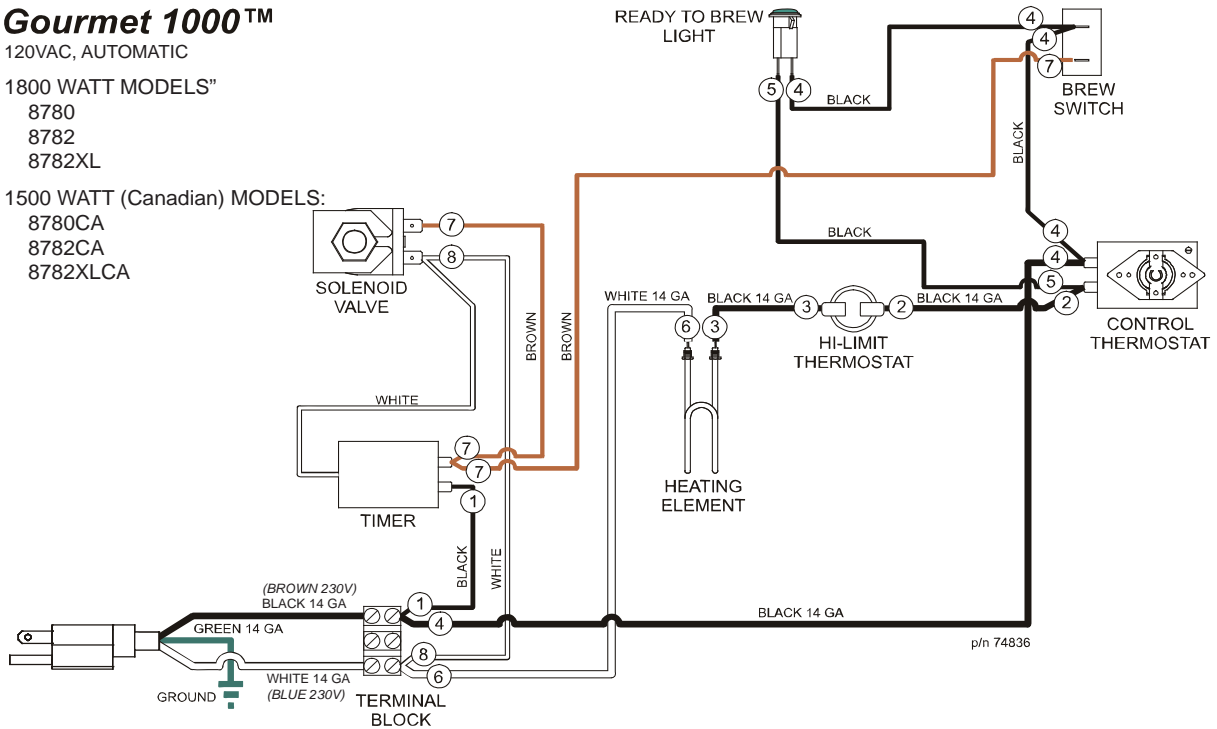 Gourmet 1000™
120VAC, AUTOMATIC
1800 WATT MODELS”
8780
8782
8782XL
1500 WATT (Canadian) MODELS:
8780CA
8782CA
8782XLCA
READY TO BREW
LIGHT
5
4
BLACK
4
4
7
BREW
SWITCH
BLACK
7
8
SOLENOID
VALVE
BLACK
4
4
5
2
CONTROL
THERMOSTAT
WHITE 14 GA
BLACK 14 GA
3
2
BLACK 14 GA
6
3
HI-LIMIT
THERMOSTAT
BROWN
BROWN
WHITE
7
7
1
TIMER
HEATING
ELEMENT
BLACK
WHITE
(BROWN 230V)
BLACK 14 GA
1
4
BLACK 14 GA
GREEN 14 GA
p/n 74836
8
6
WHITE 14 GA
(BLUE 230V)
GROUND
TERMINAL
BLOCK